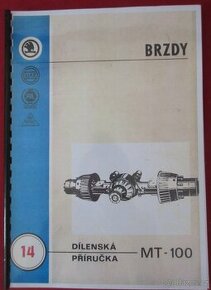 BRZDY
14
DÍLENSKÁ
PŘÍRUČKA
MT-100